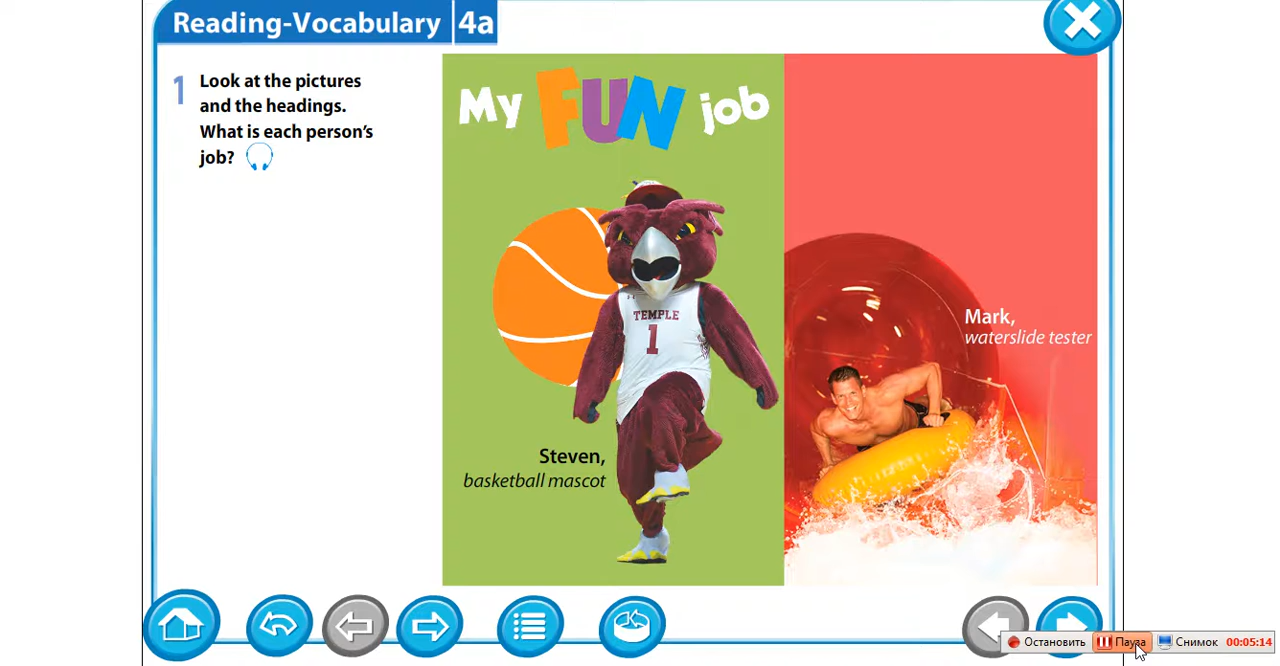 Reading-Vocabulary 4a
1 Look at the pictures
and the headings.
What is each person's
job?
My FUN job
TEMPLE
1
Steven,
basketball mascot
Mark,
waterslide tester
Остановить Пауза Снимок 00:05:14